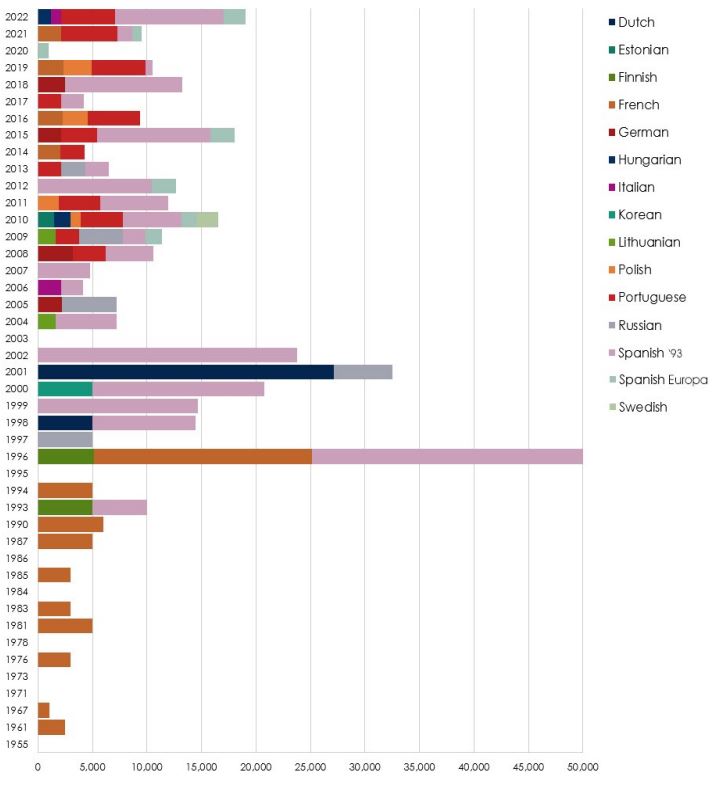 2022
2021
2020
2019
2018
2017
2016
2015
2014
2013
2012
2011
2010
2009
2008
2007
2006
2005
2004
2003
2002
2001
2000
1999
1998
1997
1996
1995
1994
1993
1990
1987
1986
1985
1984
1983
1981
1978
1976
1973
1971
1967
1961
1955
0 5,000 10,000 15,000 20,000 25,000 30,000 35,000 40,000 45,000 50,000
Dutch
Estonian
Finnish
French
German
Hungarian
Italian
Korean
Lithuanian
Polish
Portuguese
Russian
Spanish '93
Spanish Europa
Swedish